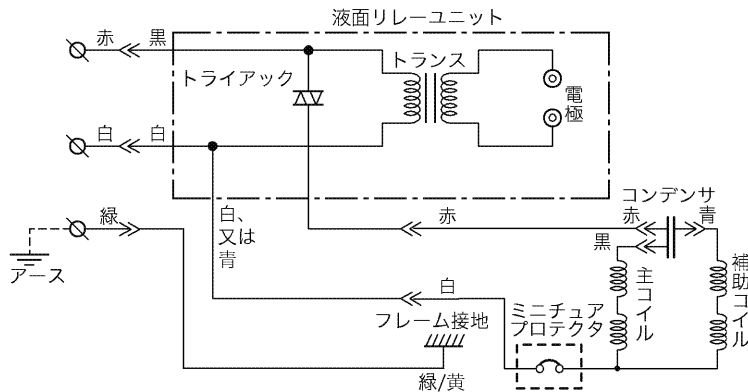 液面リレーユニット
赤
黒
トライアック
トランス
電極
白
白
緑
アース
白、
又は
青
赤
コンデンサ
赤
青
黒
主コイル
補助コイル
白
ミニチュア
プロテクタ
フレーム接地
緑/黄